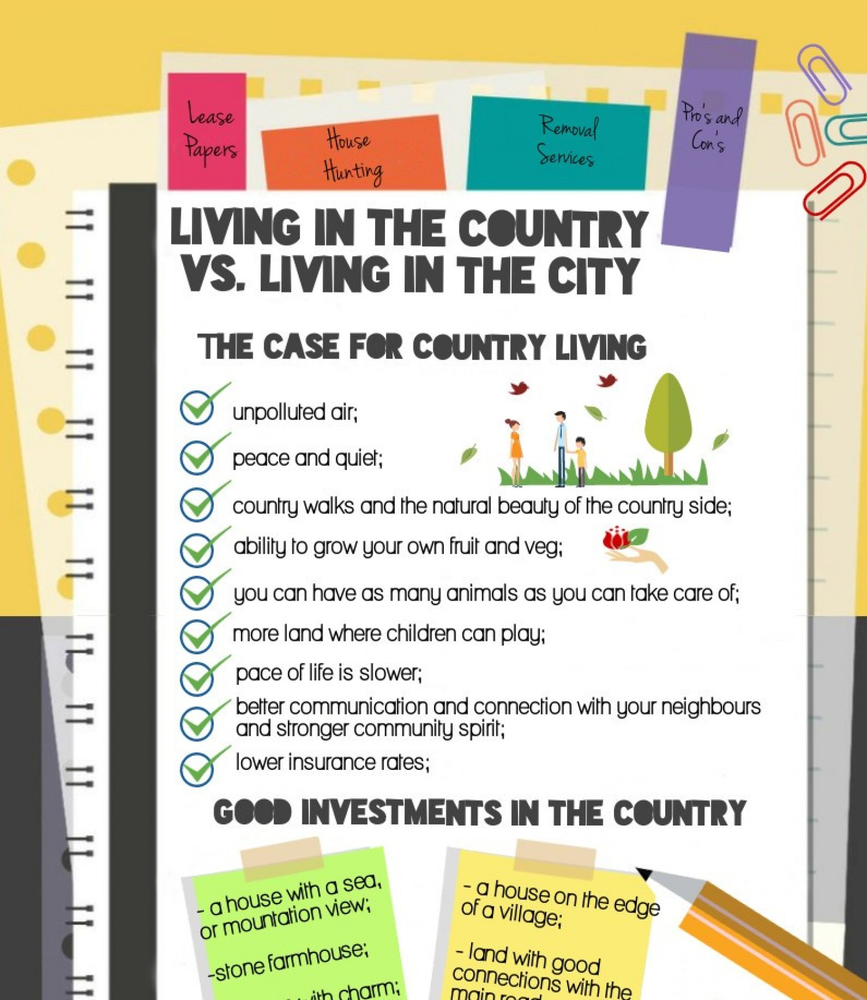 Lease
Papers
House
Hunting
Removal
Services
Pro's and
Con's
LIVING IN THE COUNTRY
VS. LIVING IN THE CITY
THE CASE FOR COUNTRY LIVING
unpolluted air;
peace and quiet;
country walks and the natural beauty of the country side;
ability to grow your own fruit and veg;
you can have as many animals as you can take care of;
more land where children can play;
pace of life is slower;
better communication and connection with your neighbours
and stronger community spirit;
lower insurance rates;
GOOD INVESTMENTS IN THE COUNTRY
- a house with a sea,
or mountation view;
-stone farmhouse;
with charm;
- a house on the edge
of a village;
- land with good
connections with the
main road